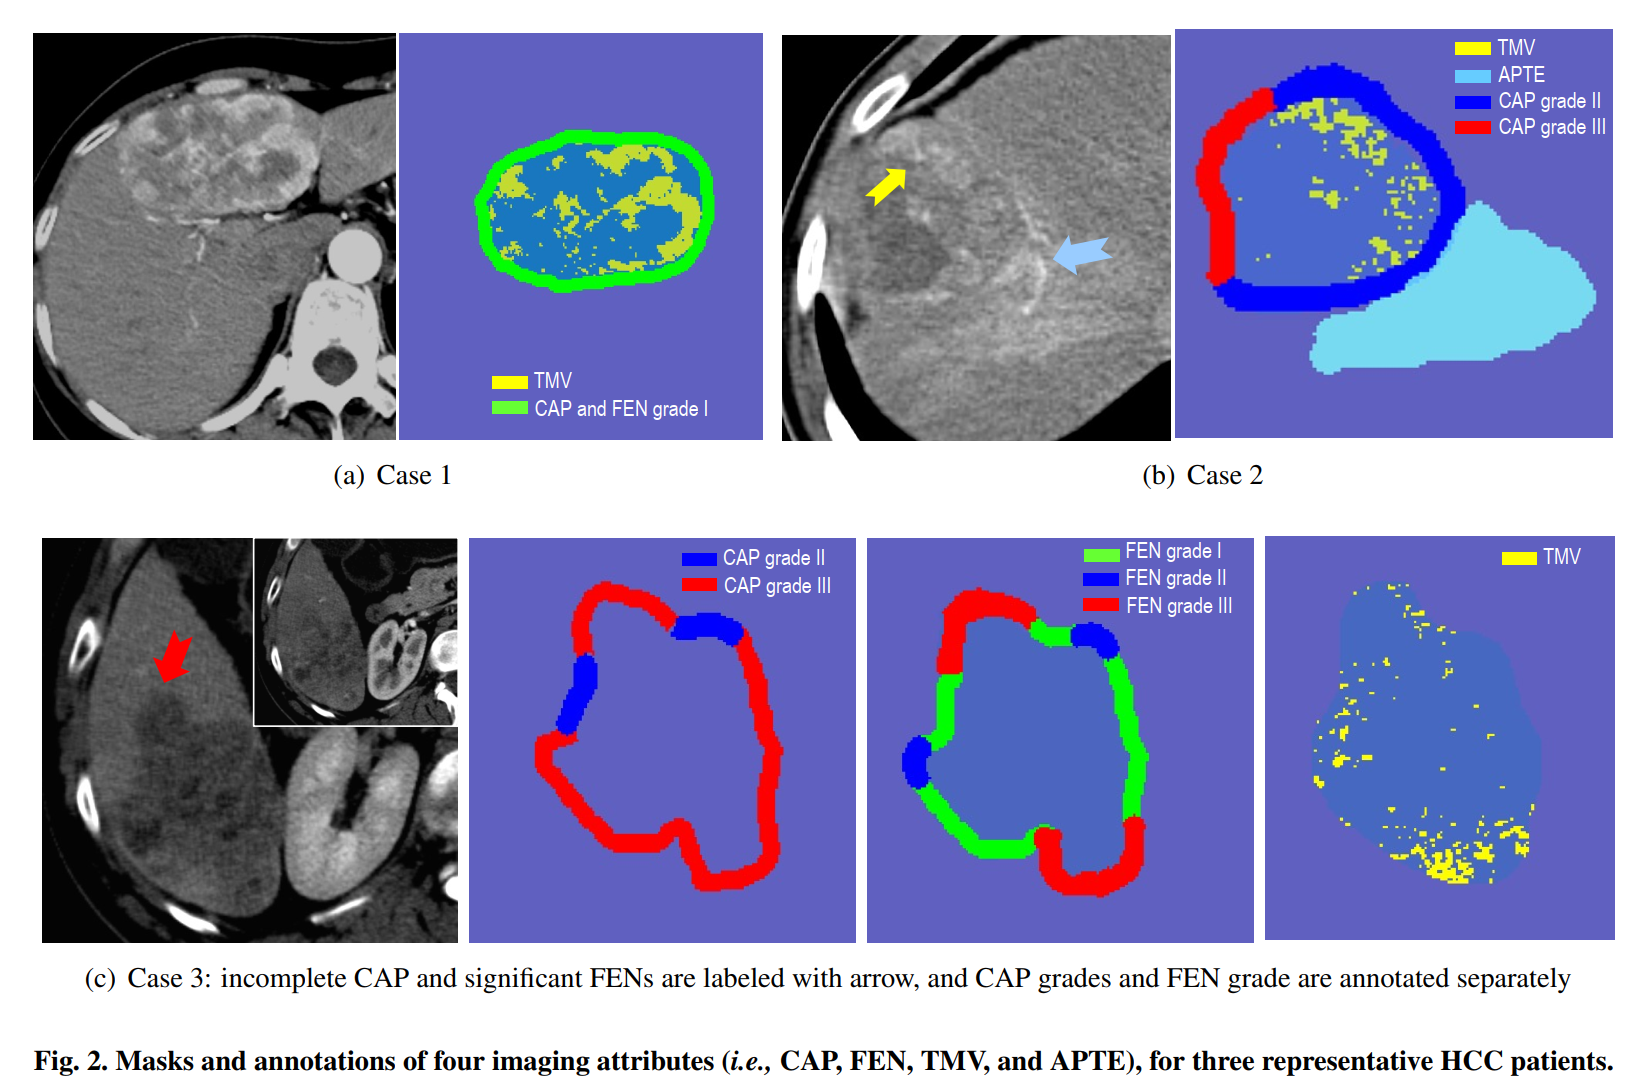 TMV
CAP and FEN grade I
TMV
APTE
CAP grade II
CAP grade III
(a) Case 1
(b) Case 2
CAP grade II
CAP grade III
FEN grade I
FEN grade II
FEN grade III
TMV
(c) Case 3: incomplete CAP and significant FENs are labeled with arrow, and CAP grades and FEN grade are annotated separately
Fig. 2. Masks and annotations of four imaging attributes (i.e., CAP, FEN, TMV, and APTE), for three representative HCC patients.